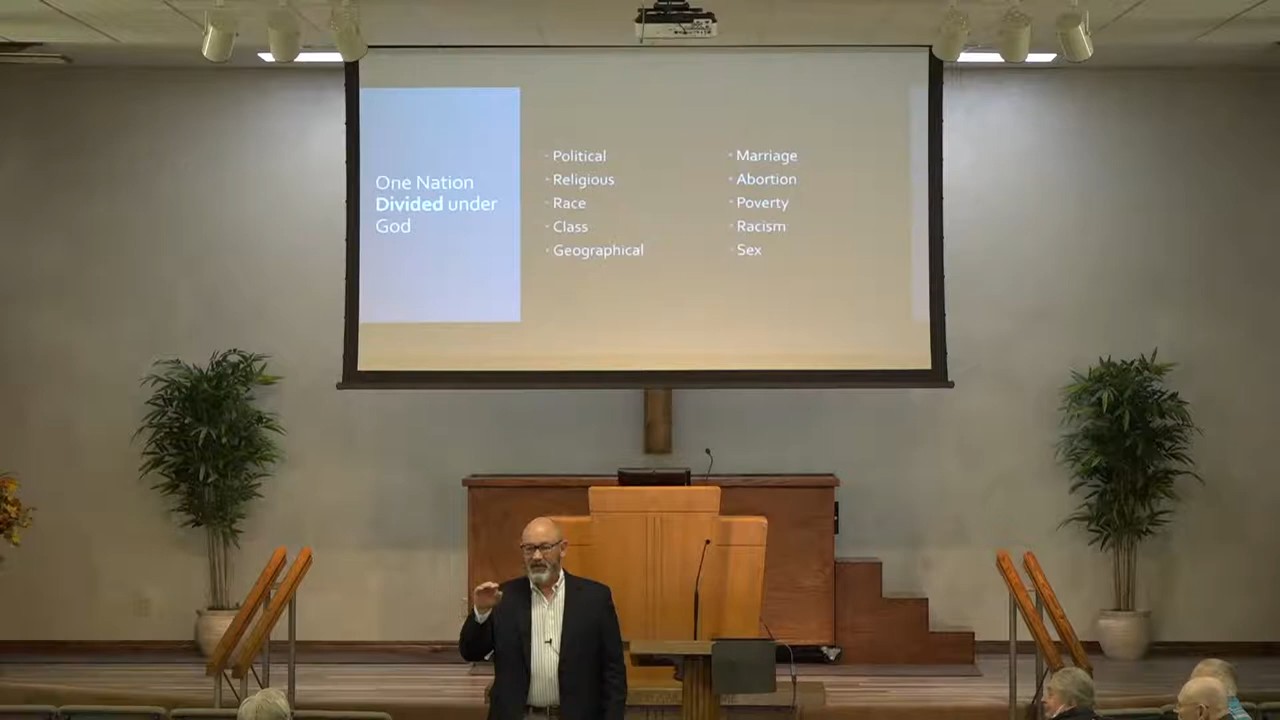 One Nation
Divided under
God
- Political
- Religious
- Race
- Class
- Geographical
- Marriage
- Abortion
- Poverty
- Racism
- Sex